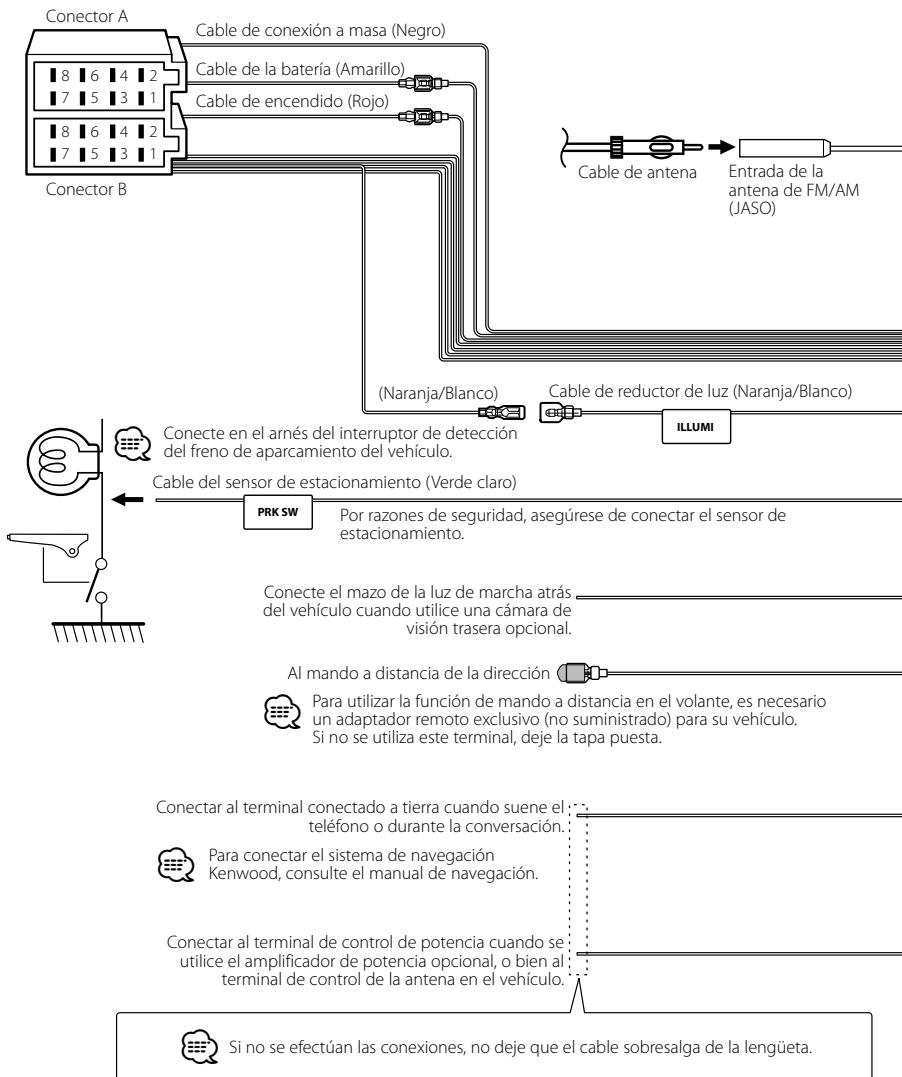 Conector A
Cable de conexión a masa (Negro)
Cable de la batería (Amarillo)
Cable de encendido (Rojo)
8 6 4 2
7 5 3 1
8 6 4 2
7 5 3 1
Conector B
Cable de antena
Entrada de la
antena de FM/AM
(JASO)
(Naranja/Blanco)
Cable de reductor de luz (Naranja/Blanco)
ILLUMI
Conecte en el arnés del interruptor de detección
del freno de aparcamiento del vehículo.
Cable del sensor de estacionamiento (Verde claro)
PRK SW
Por razones de seguridad, asegúrese de conectar el sensor de
estacionamiento.
Conecte el mazo de la luz de marcha atrás
del vehículo cuando utilice una cámara de
visión trasera opcional.
Al mando a distancia de la dirección
Para utilizar la función de mando a distancia en el volante, es necesario
un adaptador remoto exclusivo (no suministrado) para su vehículo.
Si no se utiliza este terminal, deje la tapa puesta.
Conectar al terminal conectado a tierra cuando suene el
teléfono o durante la conversación.
Para conectar el sistema de navegación
Kenwood, consulte el manual de navegación.
Conectar al terminal de control de potencia cuando se
utilice el amplificador de potencia opcional, o bien al
terminal de control de la antena en el vehículo.
Si no se efectúan las conexiones, no deje que el cable sobresalga de la lengüeta.